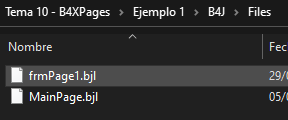 Tema 10 - B4XPages > Ejemplo 1 > B4J > Files
Nombre Fec
frmPage1.bjl 29/0
MainPage.bjl 05/0